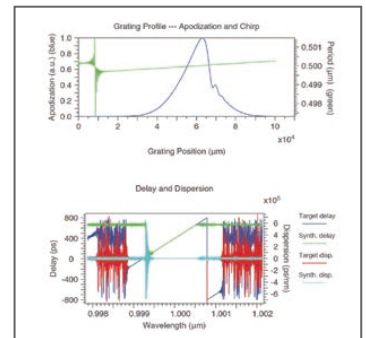 Grating Profile --- Apodization and Chirp
Apodization (a.u.) (blue)
1.0
0.8
0.6
0.4
0.2
0.0
0.501
0.500
0.499
0.498
Period (µm) (green)
0 2 4 6 8 10
x10⁴
Grating Position (µm)
Delay and Dispersion
Delay (ps)
800
400
0
-400
-800
6
4
2
0
-2
-4
-6
Dispersion (ps/nm)
0.998 0.999 1.000 1.001 1.002
Wavelength (µm)
Target delay
Synth. delay
Target disp.
Synth. disp.